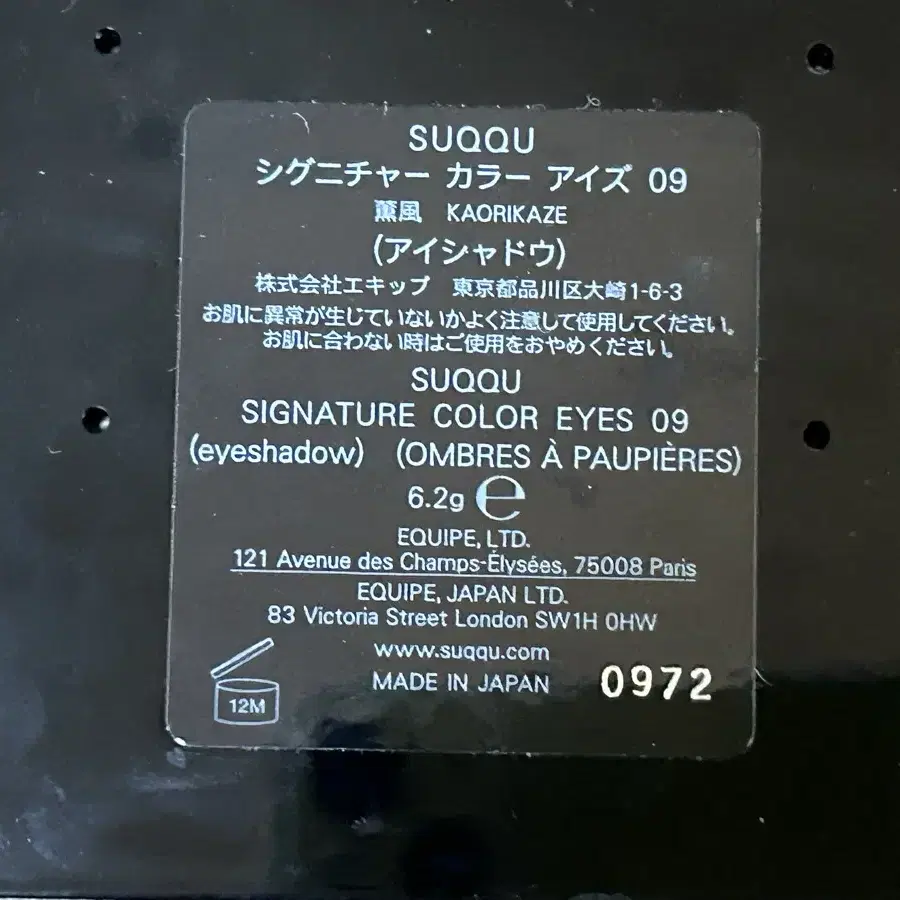 SUQQU
シグニチャー カラー アイズ 09
薫風 KAORIKAZE
(アイシャドウ)
株式会社エキップ 東京都品川区大崎1-6-3
お肌に異常が生じていないかよく注意して使用してください。
お肌に合わない時はご使用をおやめください。
SUQQU
SIGNATURE COLOR EYES 09
(eyeshadow) (OMBRES À PAUPIÈRES)
6.2g ℮
EQUIPE, LTD.
121 Avenue des Champs-Élysées, 75008 Paris
EQUIPE, JAPAN LTD.
83 Victoria Street London SW1H 0HW
www.suqqu.com
MADE IN JAPAN 0972
12M